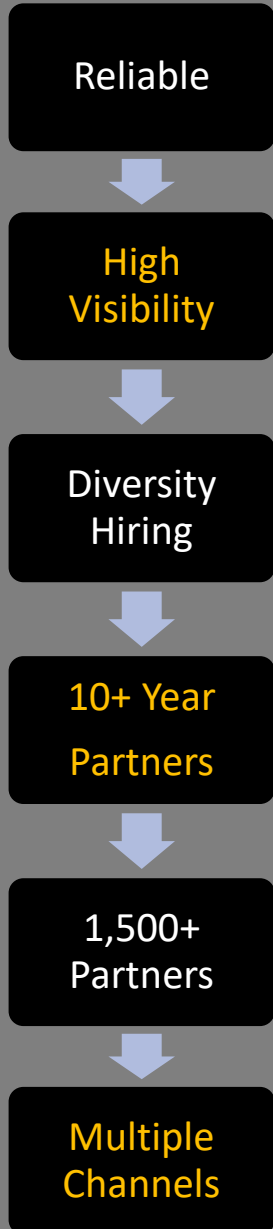 Reliable
High
Visibility
Diversity
Hiring
10+ Year
Partners
1,500+
Partners
Multiple
Channels